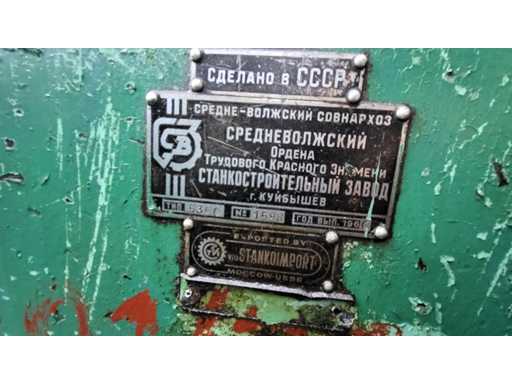 СДЕЛАНО В СССР
СРЕДНЕ-ВОЛЖСКИЙ СОВНАРХОЗ
СРЕДНЕВОЛЖСКИЙ
ОРДЕНА
ТРУДОВОГО КРАСНОГО ЗНАМЕНИ
СТАНКОСТРОИТЕЛЬНЫЙ ЗАВОД
Г. КУЙБЫШЕВ
ТИП № ГОД ВЫП.
EXPORTED BY
V/O STANKOIMPORT
MOSCOW-USSR